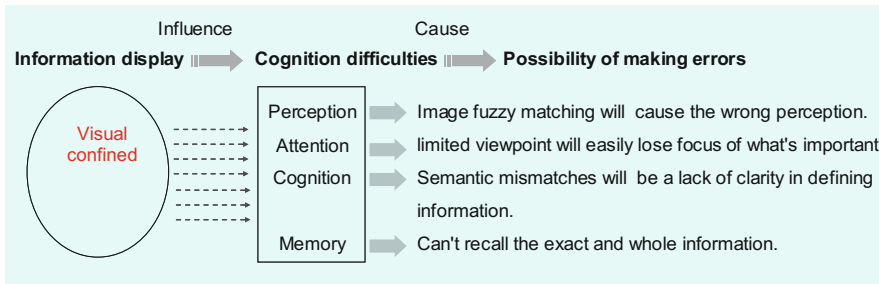 Influence Cause
Information display Cognition difficulties Possibility of making errors
Visual
confined
Perception Image fuzzy matching will cause the wrong perception.
Attention limited viewpoint will easily lose focus of what's important
Cognition Semantic mismatches will be a lack of clarity in defining
information.
Memory Can't recall the exact and whole information.